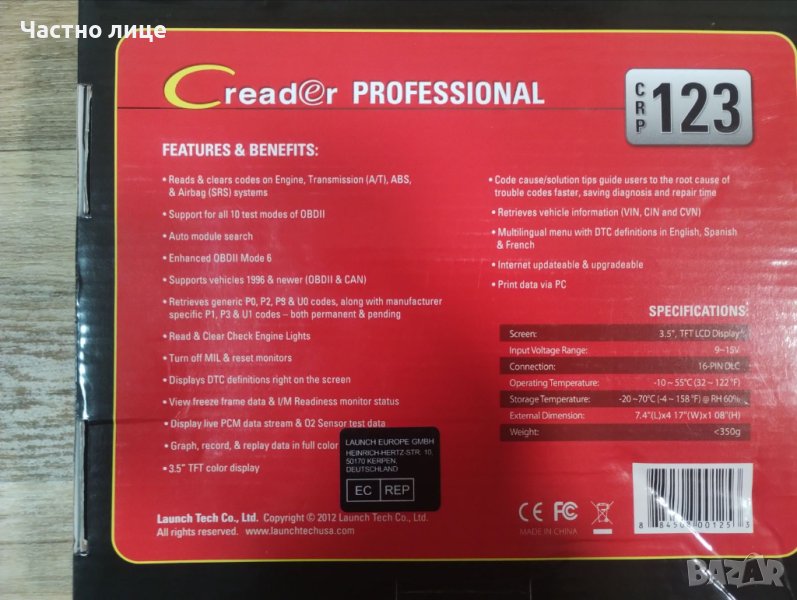 Частно лице
Creader PROFESSIONAL
CRP 123
FEATURES & BENEFITS:
• Reads & clears codes on Engine, Transmission (A/T), ABS,
& Airbag (SRS) systems
• Support for all 10 test modes of OBDII
• Auto module search
• Enhanced OBDII Mode 6
• Supports vehicles 1996 & newer (OBDII & CAN)
• Retrieves generic P0, P2, P3 & U0 codes, along with manufacturer
specific P1, P3 & U1 codes – both permanent & pending
• Read & Clear Check Engine Lights
• Turn off MIL & reset monitors
• Displays DTC definitions right on the screen
• View freeze frame data & I/M Readiness monitor status
• Display live PCM data stream & O2 Sensor test data
• Graph, record, & replay data in full color
• 3.5" TFT color display
• Code cause/solution tips guide users to the root cause of
trouble codes faster, saving diagnosis and repair time
• Retrieves vehicle information (VIN, CIN and CVN)
• Multilingual menu with DTC definitions in English, Spanish
& French
• Internet updateable & upgradeable
• Print data via PC
SPECIFICATIONS
Screen: 3.5", TFT LCD Display
Input Voltage Range: 9~15V
Connection: 16-PIN DLC
Operating Temperature: -10~55°C (32~122°F)
Storage Temperature: -20~70°C (-4~158°F) @ RH 60%
External Dimension: 7.4"(L)x4 17"(W)x1 08"(H)
Weight: <350g
LAUNCH EUROPE GMBH
HEINRICH-HERTZ-STR. 10,
50170 KERPEN,
DEUTSCHLAND
EC REP
Launch Tech Co., Ltd. Copyright © 2012 Launch Tech Co., Ltd.
All rights reserved. www.launchtechusa.com
CE FC
MADE IN CHINA
8 84508 00125 3
BAZAR